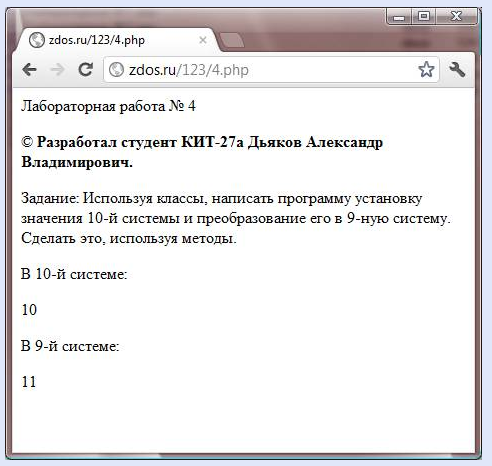 zdos.ru/123/4.php
zdos.ru/123/4.php
Лабораторная работа № 4
© Разработал студент КИТ-27а Дьяков Александр
Владимирович.
Задание: Используя классы, написать программу установку
значения 10-й системы и преобразование его в 9-ную систему.
Сделать это, используя методы.
В 10-й системе:
10
В 9-й системе:
11